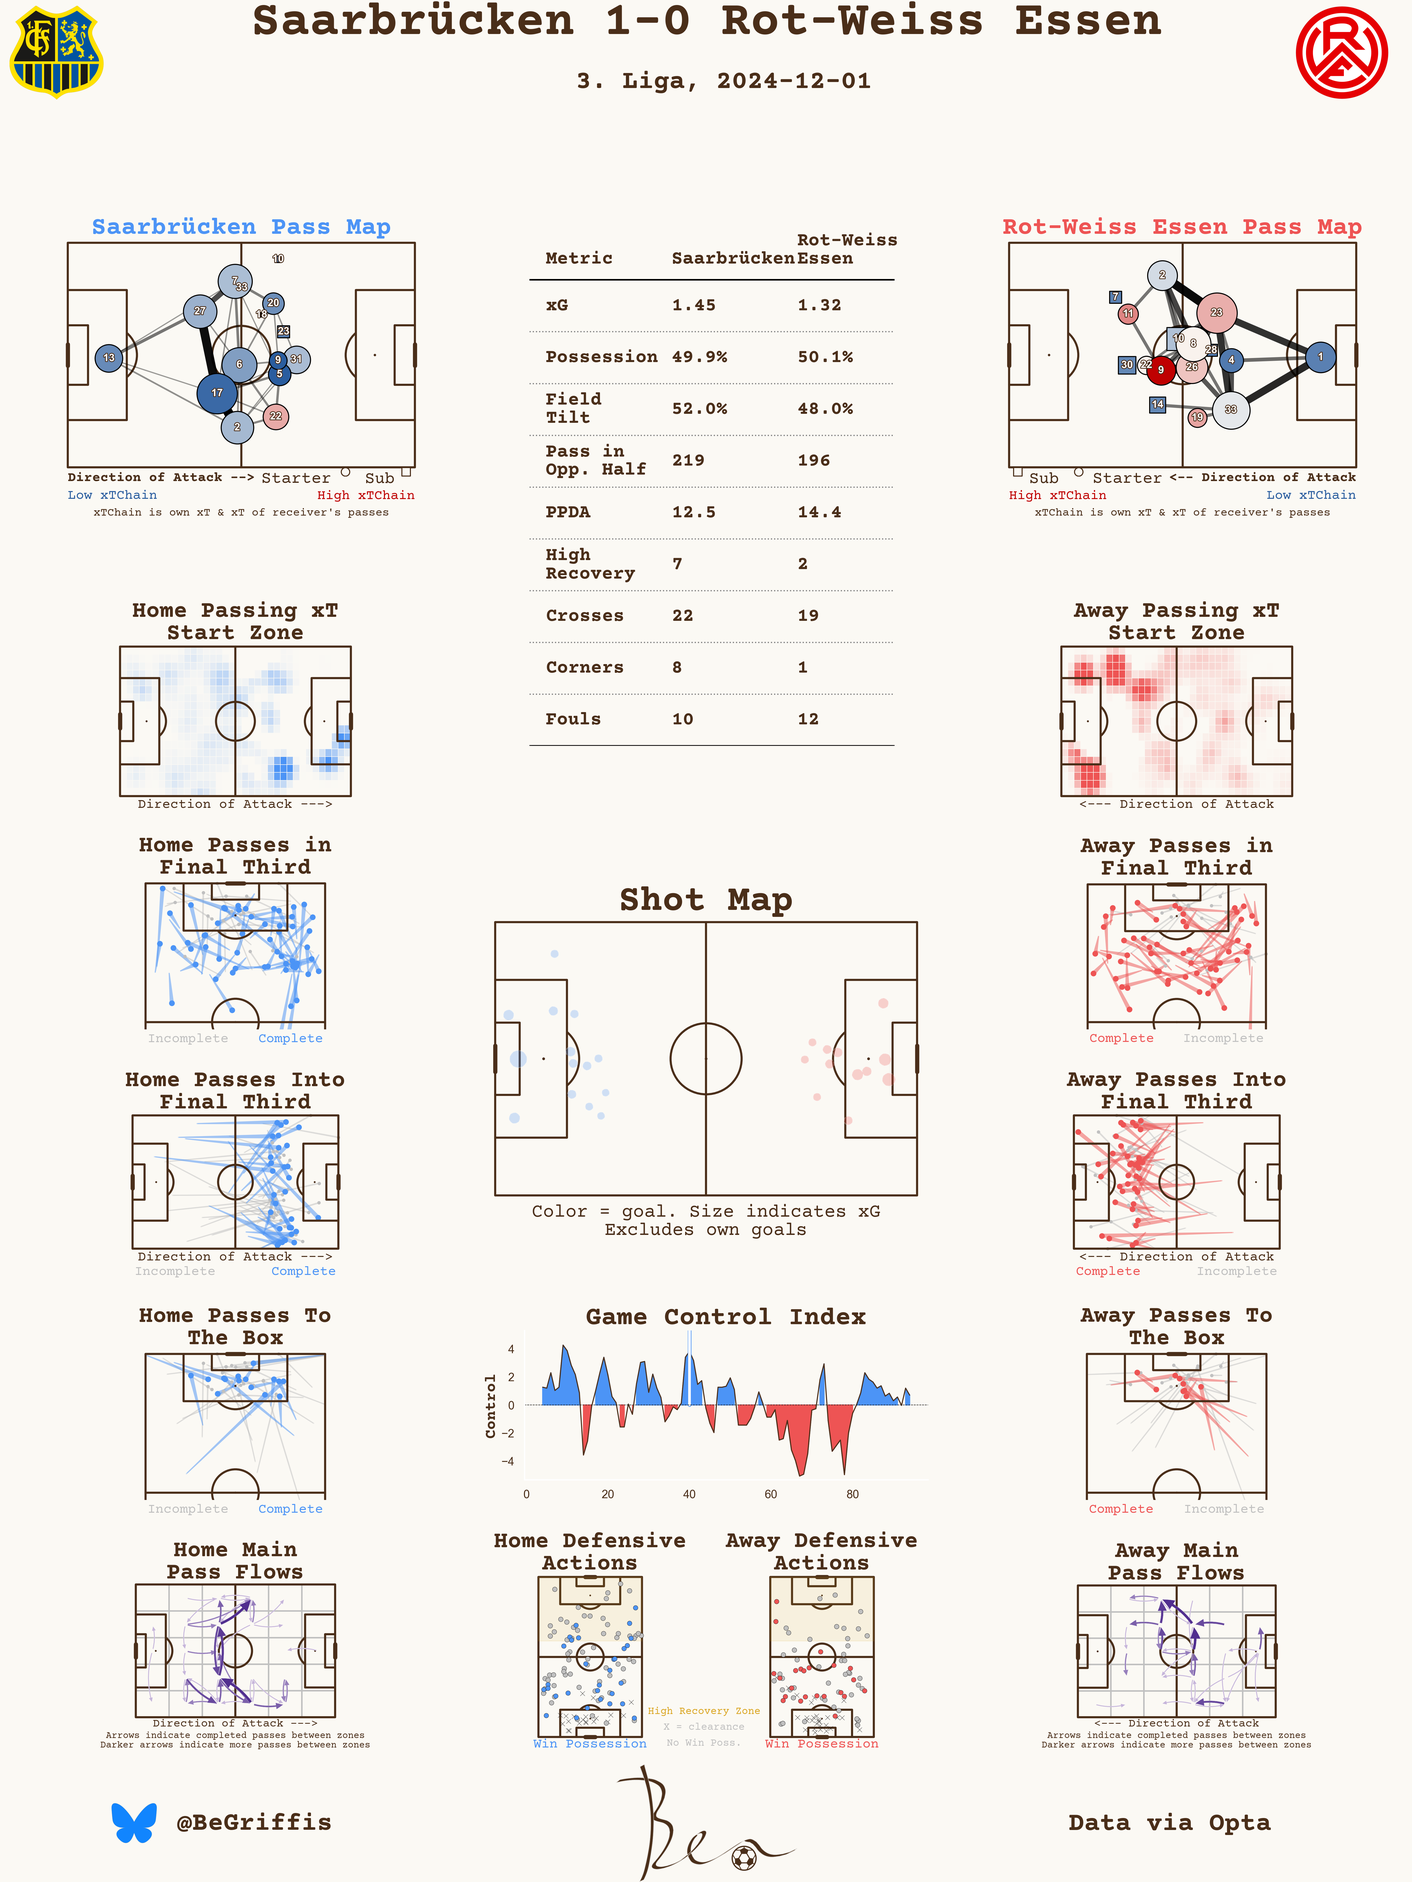 Saarbrücken 1-0 Rot-Weiss Essen
3. Liga, 2024-12-01
Saarbrücken Pass Map
10
7
33
27
20
18
23
13
6
9
31
5
17
22
2
Direction of Attack --> Starter Sub
Low xTChain High xTChain
xTChain is own xT & xT of receiver's passes
Metric Saarbrücken Rot-Weiss Essen
xG 1.45 1.32
Possession 49.9% 50.1%
Field Tilt 52.0% 48.0%
Pass in Opp. Half 219 196
PPDA 12.5 14.4
High Recovery 7 2
Crosses 22 19
Corners 8 1
Fouls 10 12
Rot-Weiss Essen Pass Map
2
7
11
23
10
8
28
30
22
9
26
4
1
14
19
33
Sub Starter <-- Direction of Attack
High xTChain Low xTChain
xTChain is own xT & xT of receiver's passes
Home Passing xT
Start Zone
Direction of Attack --->
Away Passing xT
Start Zone
<--- Direction of Attack
Home Passes in
Final Third
Incomplete Complete
Shot Map
Color = goal. Size indicates xG
Excludes own goals
Away Passes in
Final Third
Complete Incomplete
Home Passes Into
Final Third
Direction of Attack --->
Incomplete Complete
Away Passes Into
Final Third
<--- Direction of Attack
Complete Incomplete
Home Passes To
The Box
Incomplete Complete
Game Control Index
Control
4
2
0
−2
−4
0 20 40 60 80
Away Passes To
The Box
Complete Incomplete
Home Main
Pass Flows
Direction of Attack --->
Arrows indicate completed passes between zones
Darker arrows indicate more passes between zones
Home Defensive
Actions
Win Possession
High Recovery Zone
X = clearance
No Win Poss.
Away Defensive
Actions
Win Possession
Away Main
Pass Flows
<--- Direction of Attack
Arrows indicate completed passes between zones
Darker arrows indicate more passes between zones
@BeGriffis
Ben
Data via Opta